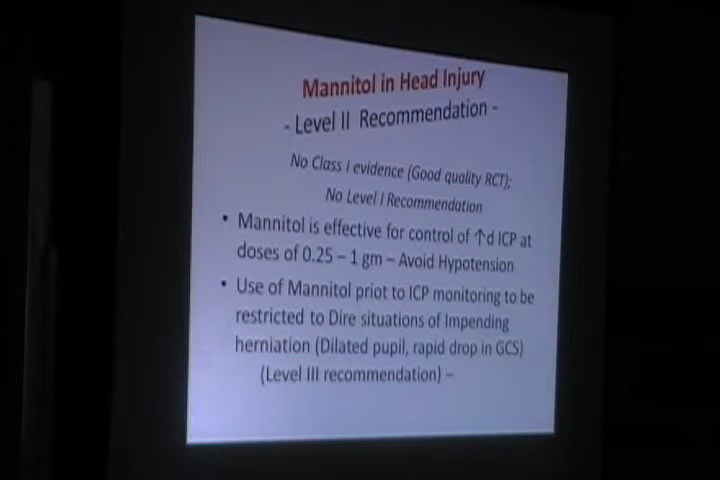 Mannitol in Head Injury
- Level II Recommendation -
No Class I evidence (Good quality RCT);
No Level I Recommendation
• Mannitol is effective for control of ↑d ICP at
doses of 0.25 – 1 gm – Avoid Hypotension
• Use of Mannitol priot to ICP monitoring to be
restricted to Dire situations of Impending
herniation (Dilated pupil, rapid drop in GCS)
(Level III recommendation) –